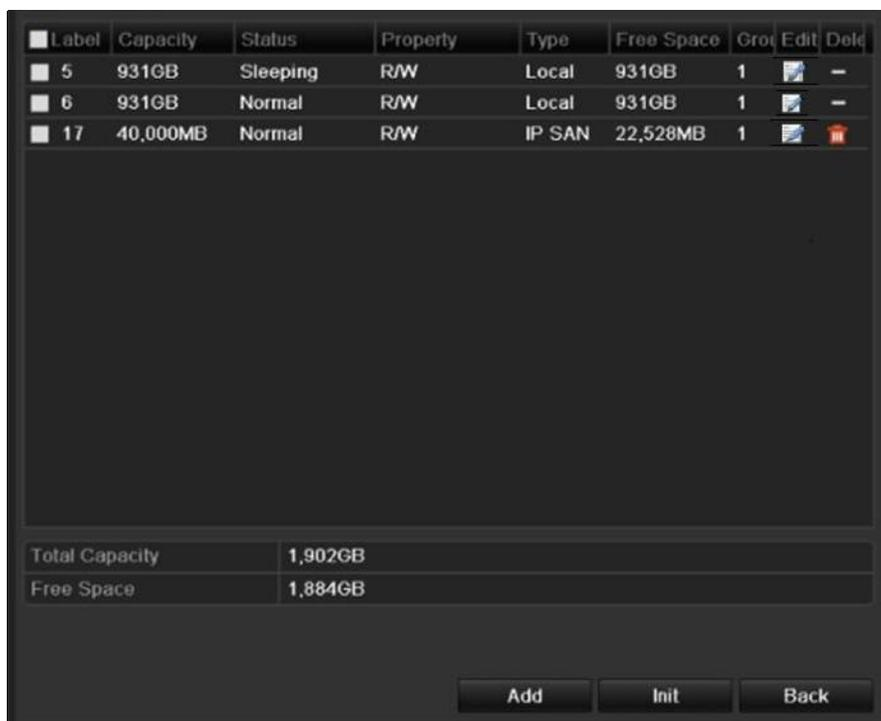 Label Capacity Status Property Type Free Space Grou Edit Dele
5 931GB Sleeping R/W Local 931GB 1 –
6 931GB Normal R/W Local 931GB 1 –
17 40,000MB Normal R/W IP SAN 22,528MB 1
Total Capacity 1,902GB
Free Space 1,884GB
Add Init Back